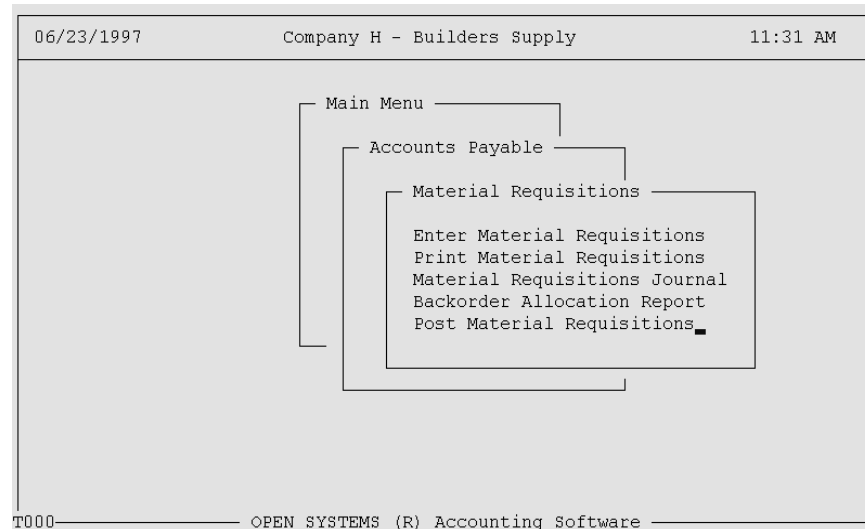 06/23/1997 Company H - Builders Supply 11:31 AM
Main Menu
Accounts Payable
Material Requisitions
Enter Material Requisitions
Print Material Requisitions
Material Requisitions Journal
Backorder Allocation Report
Post Material Requisitions
T000 OPEN SYSTEMS (R) Accounting Software